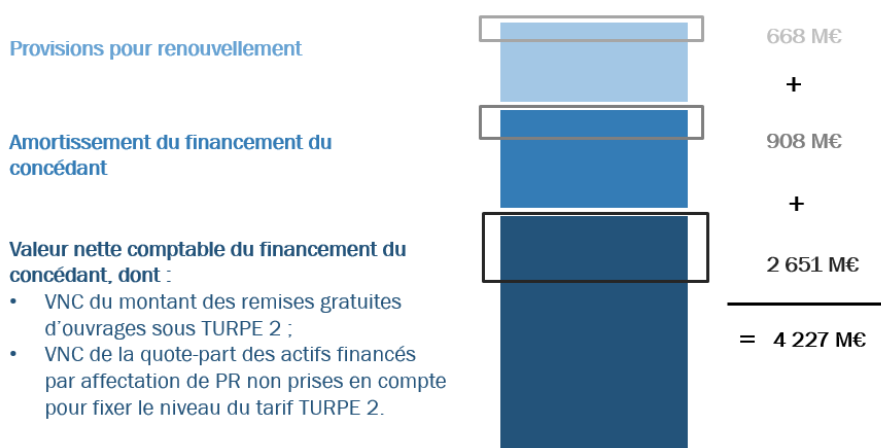 Provisions pour renouvellement
668 M€
+
Amortissement du financement du
concédant
908 M€
+
Valeur nette comptable du financement du
concédant, dont :
• VNC du montant des remises gratuites
d'ouvrages sous TURPE 2 ;
• VNC de la quote-part des actifs financés
par affectation de PR non prises en compte
pour fixer le niveau du tarif TURPE 2.
2 651 M€
= 4 227 M€